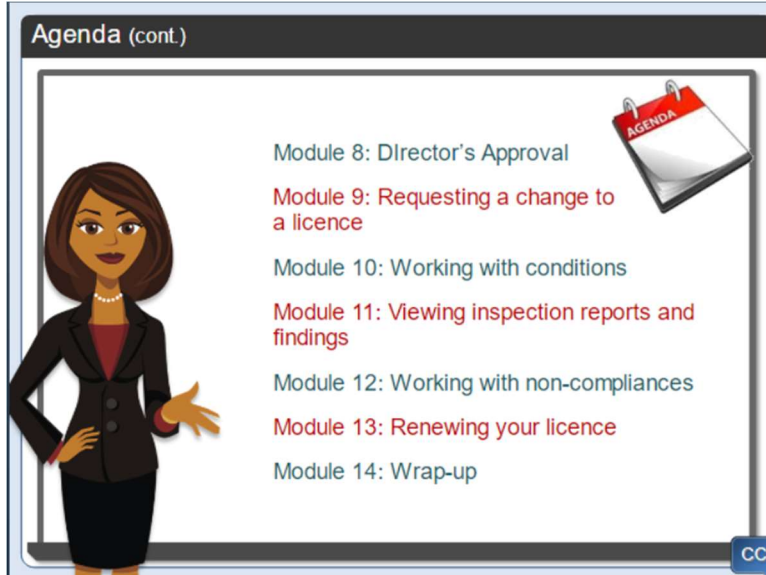 Agenda (cont.)
AGENDA
Module 8: DIrector's Approval
Module 9: Requesting a change to
a licence
Module 10: Working with conditions
Module 11: Viewing inspection reports and
findings
Module 12: Working with non-compliances
Module 13: Renewing your licence
Module 14: Wrap-up
CC